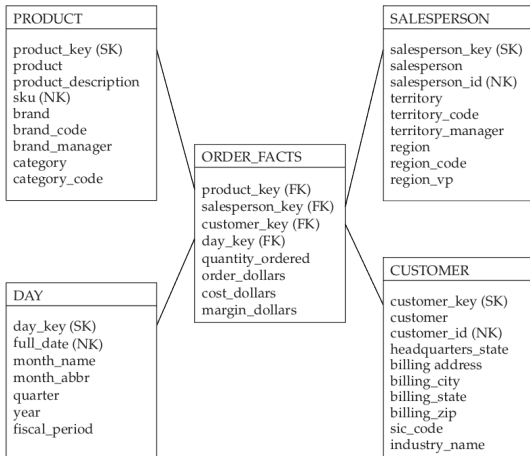 PRODUCT
product_key (SK)
product
product_description
sku (NK)
brand
brand_code
brand_manager
category
category_code
SALESPERSON
salesperson_key (SK)
salesperson
salesperson_id (NK)
territory
territory_code
territory_manager
region
region_code
region_vp
ORDER_FACTS
product_key (FK)
salesperson_key (FK)
customer_key (FK)
day_key (FK)
quantity_ordered
order_dollars
cost_dollars
margin_dollars
DAY
day_key (SK)
full_date (NK)
month_name
month_abbr
quarter
year
fiscal_period
CUSTOMER
customer_key (SK)
customer
customer_id (NK)
headquarters_state
billing address
billing_city
billing_state
billing_zip
sic_code
industry_name